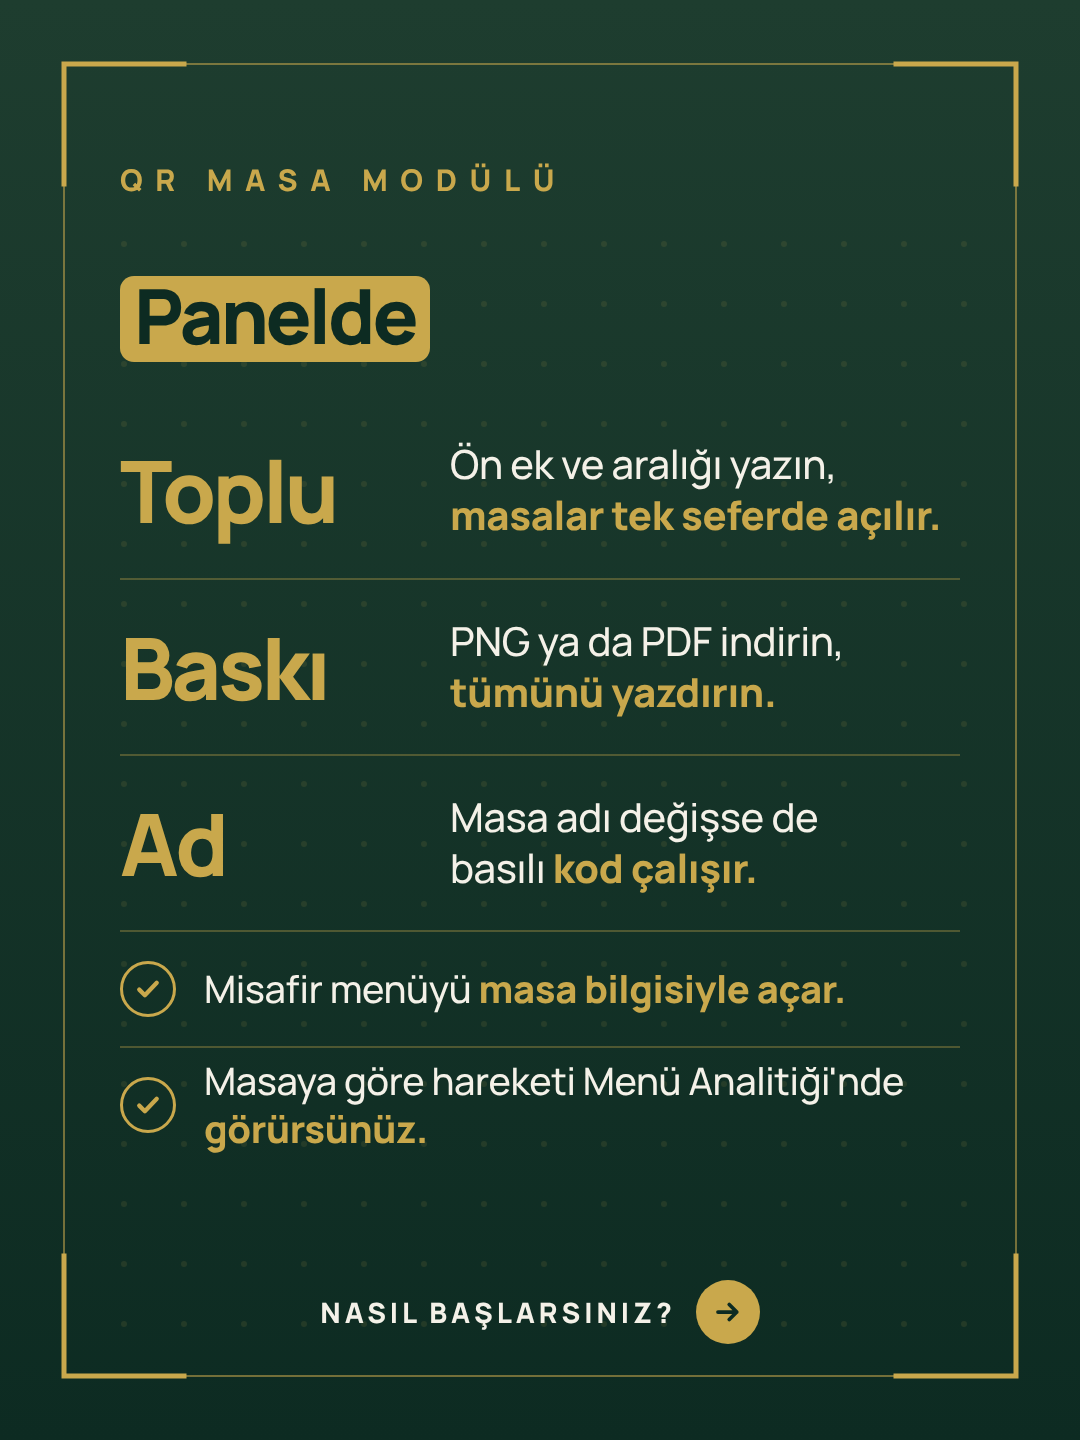 QR MASA MODÜLÜ
Panelde
Toplu
Ön ek ve aralığı yazın,
masalar tek seferde açılır.
Baskı
PNG ya da PDF indirin,
tümünü yazdırın.
Ad
Masa adı değişse de
basılı kod çalışır.
Misafir menüyü masa bilgisiyle açar.
Masaya göre hareketi Menü Analitiği'nde
görürsünüz.
NASIL BAŞLARSINIZ?